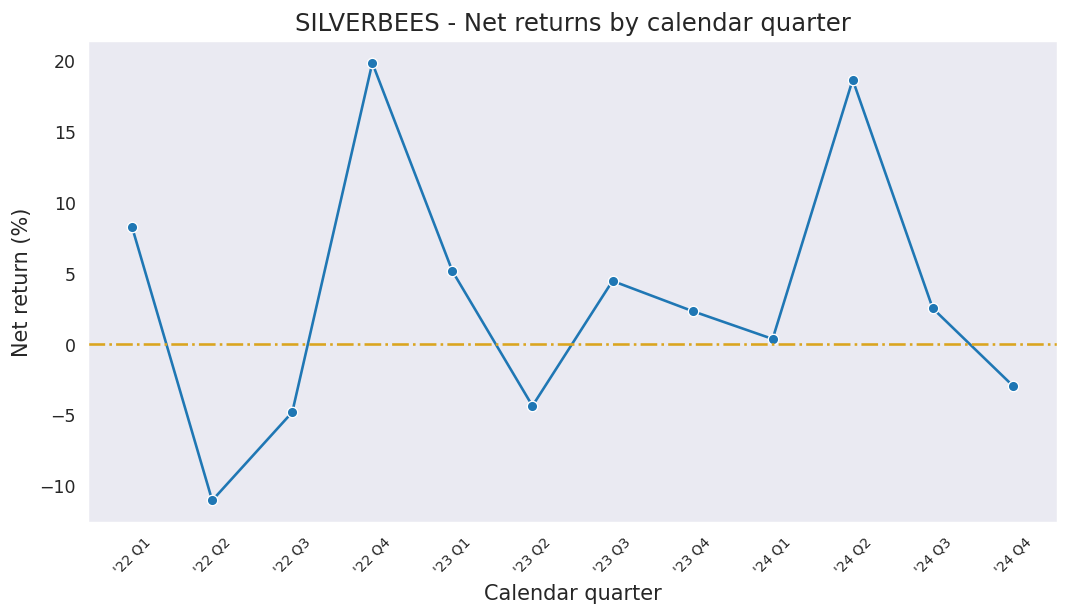 SILVERBEES - Net returns by calendar quarter
Net return (%)
20
15
10
5
0
−5
−10
'22 Q1
'22 Q2
'22 Q3
'22 Q4
'23 Q1
'23 Q2
'23 Q3
'23 Q4
'24 Q1
'24 Q2
'24 Q3
'24 Q4
Calendar quarter